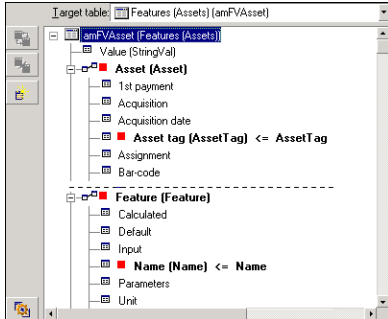 Target table: Features (Assets) (amFVAsset)
amFVAsset (Features (Assets))
Value (StringVal)
Asset (Asset)
1st payment
Acquisition
Acquisition date
Asset tag (AssetTag) <= AssetTag
Assignment
Bar-code
Feature (Feature)
Calculated
Default
Input
Name (Name) <= Name
Parameters
Unit